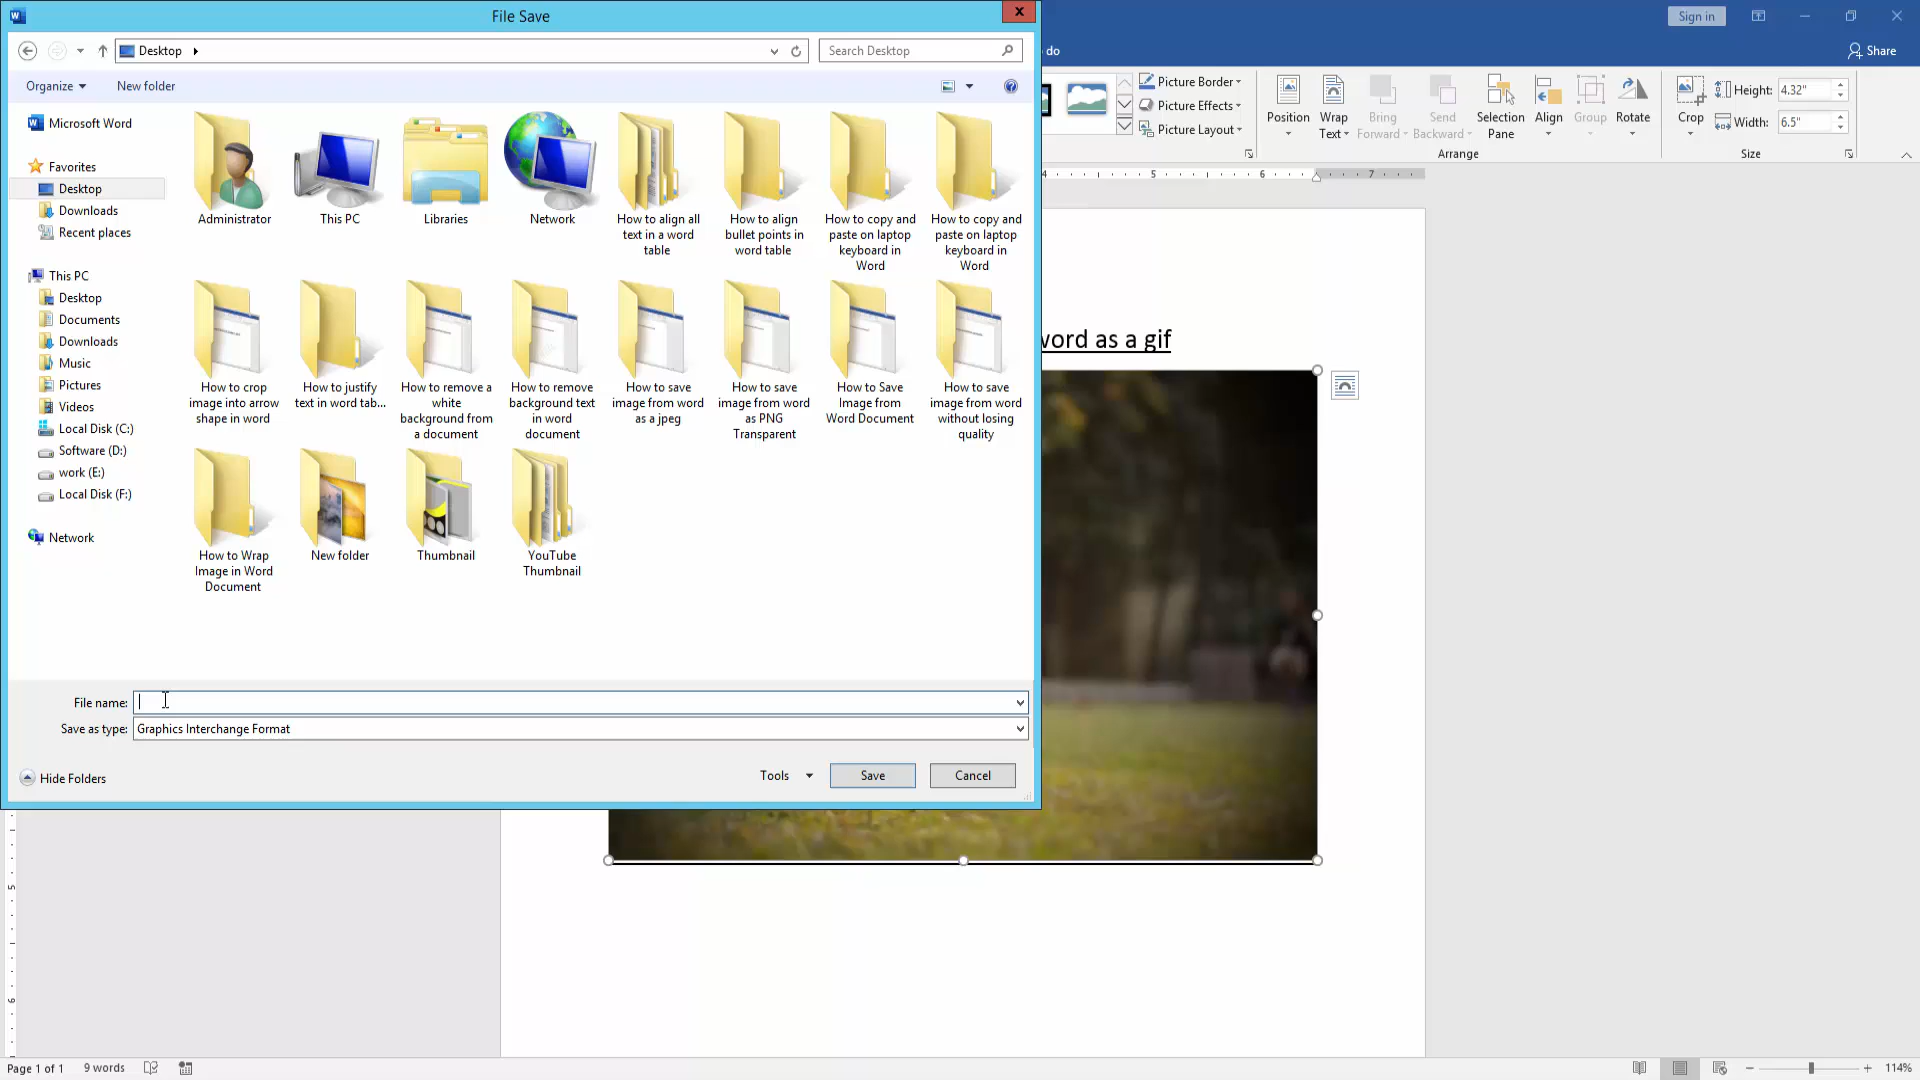 File Save
Sign in
Desktop
Search Desktop
do
Share
Organize
New folder
Picture Border
Picture Effects
Picture Layout
Position
Wrap Text
Bring Forward
Send Backward
Selection Pane
Align
Group
Rotate
Crop
Height: 4.32"
Width: 6.5"
Arrange
Size
Microsoft Word
Favorites
Desktop
Downloads
Recent places
This PC
Desktop
Documents
Downloads
Music
Pictures
Videos
Local Disk (C:)
Software (D:)
work (E:)
Local Disk (F:)
Network
Administrator
This PC
Libraries
Network
How to align all text in a word table
How to align bullet points in word table
How to copy and paste on laptop keyboard in Word
How to copy and paste on laptop keyboard in Word
How to crop image into arrow shape in word
How to justify text in word tab...
How to remove a white background from a document
How to remove background text in word document
How to save image from word as a jpeg
How to save image from word as PNG Transparent
How to Save Image from Word Document
How to save image from word without losing quality
How to Wrap Image in Word Document
New folder
Thumbnail
YouTube Thumbnail
4 5 6 7
word as a gif
File name:
Save as type: Graphics Interchange Format
Hide Folders
Tools
Save
Cancel
5
6
Page 1 of 1
9 words
114%